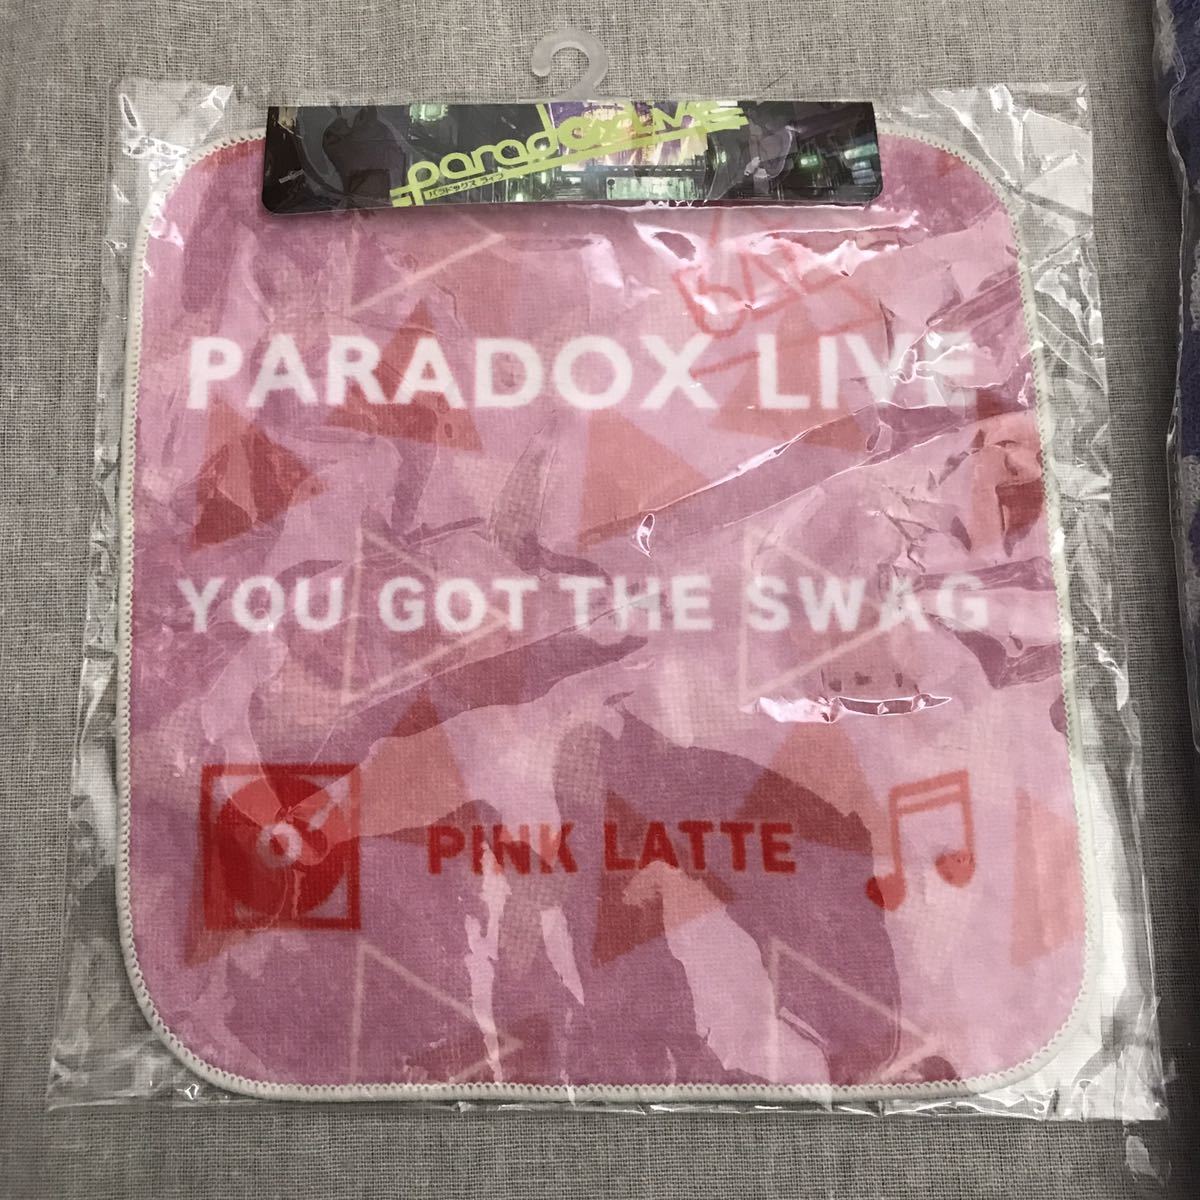 paradox LIVE
パラドックス ライブ
PARADOX LIVE
YOU GOT THE SWAG
PINK LATTE